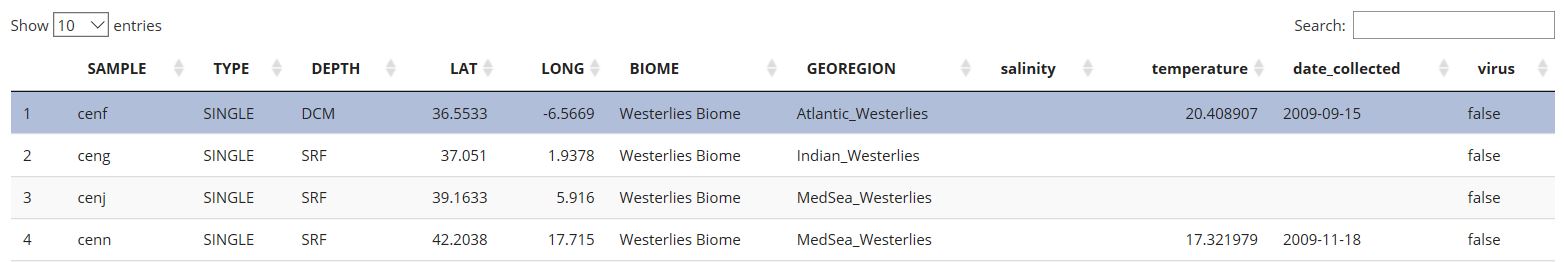 Show 10 entries Search:
SAMPLE TYPE DEPTH LAT LONG BIOME GEOREGION salinity temperature date_collected virus
1 cenf SINGLE DCM 36.5533 -6.5669 Westerlies Biome Atlantic_Westerlies 20.408907 2009-09-15 false
2 ceng SINGLE SRF 37.051 1.9378 Westerlies Biome Indian_Westerlies false
3 cenj SINGLE SRF 39.1633 5.916 Westerlies Biome MedSea_Westerlies false
4 cenn SINGLE SRF 42.2038 17.715 Westerlies Biome MedSea_Westerlies 17.321979 2009-11-18 false